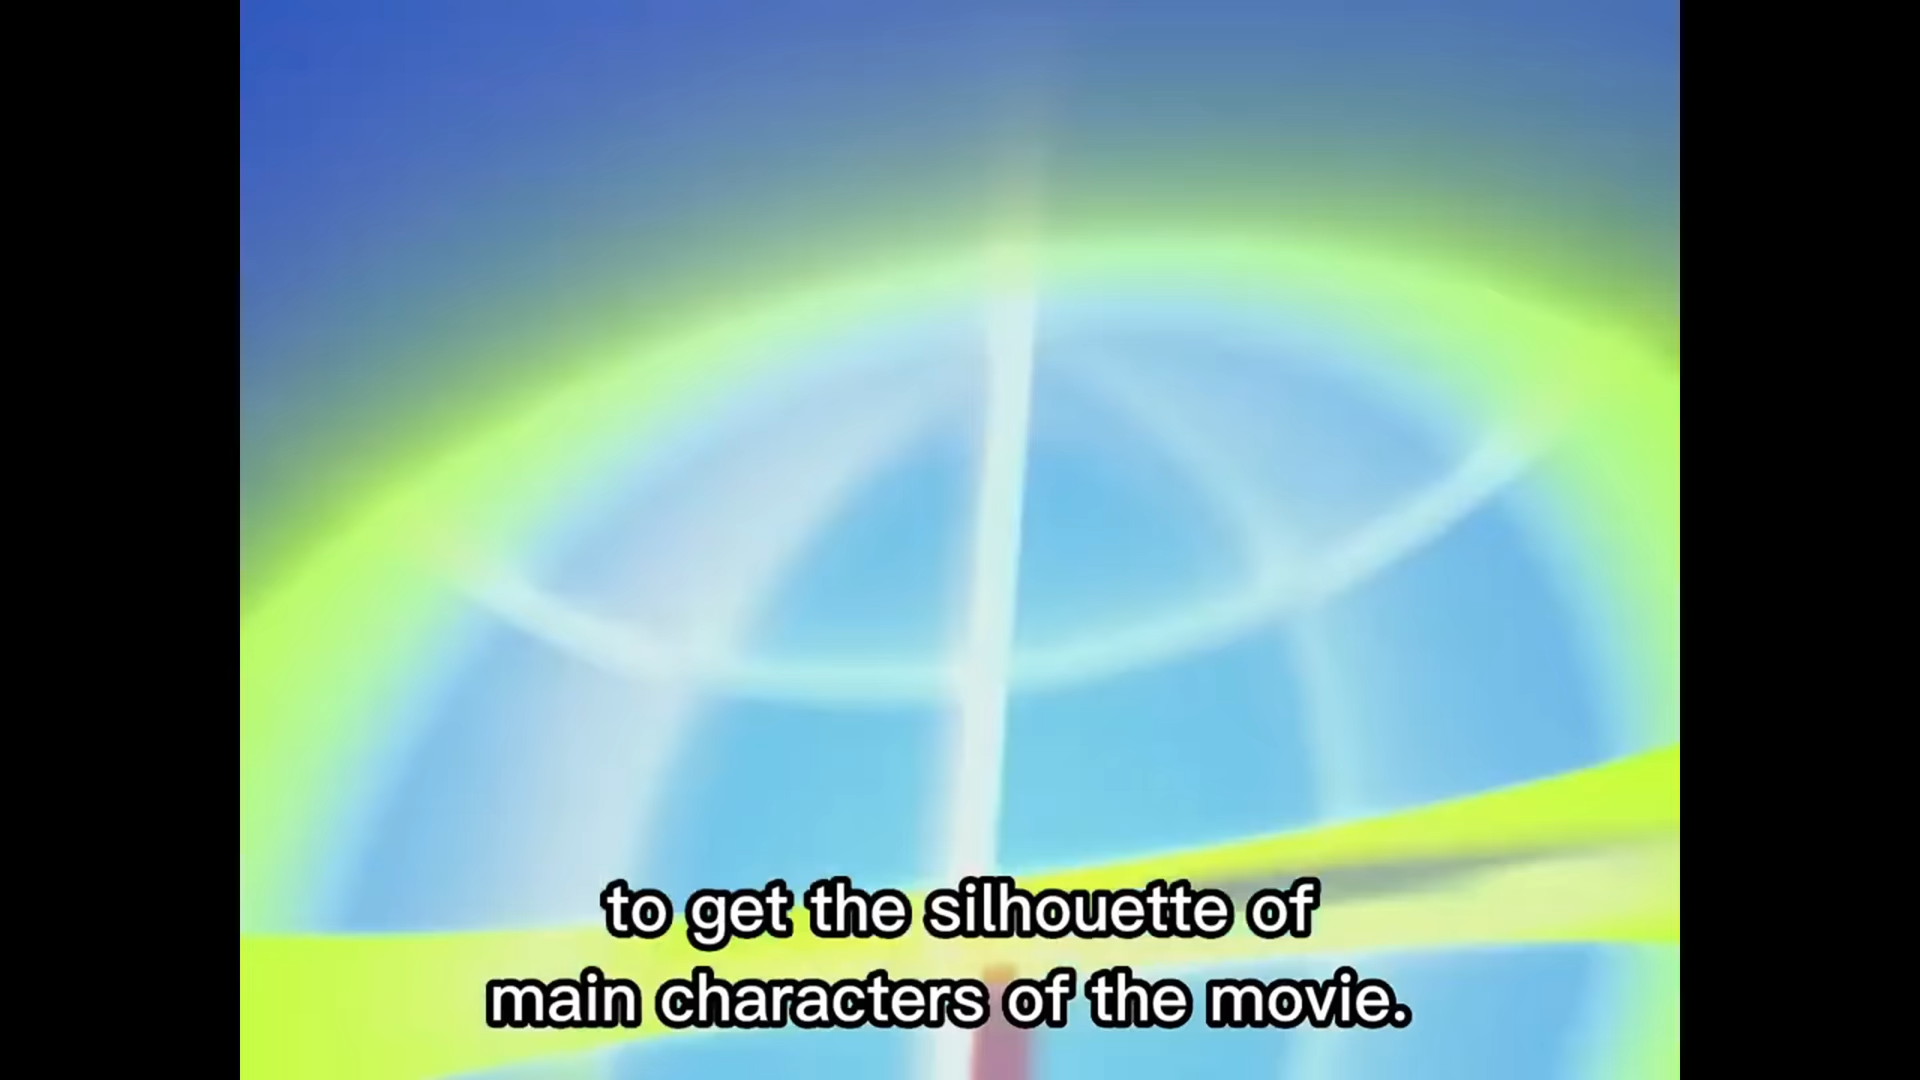 to get the silhouette of
main characters of the movie.